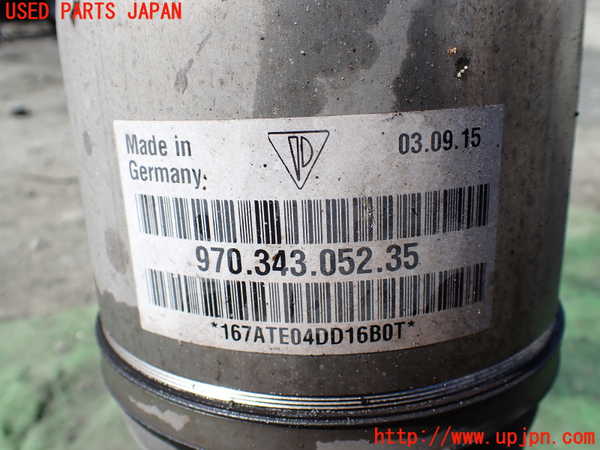 USED PARTS JAPAN
Made in
Germany
03.09.15
970.343.052.35
*167ATE04DD16B0T*
http://www.upjpn.com